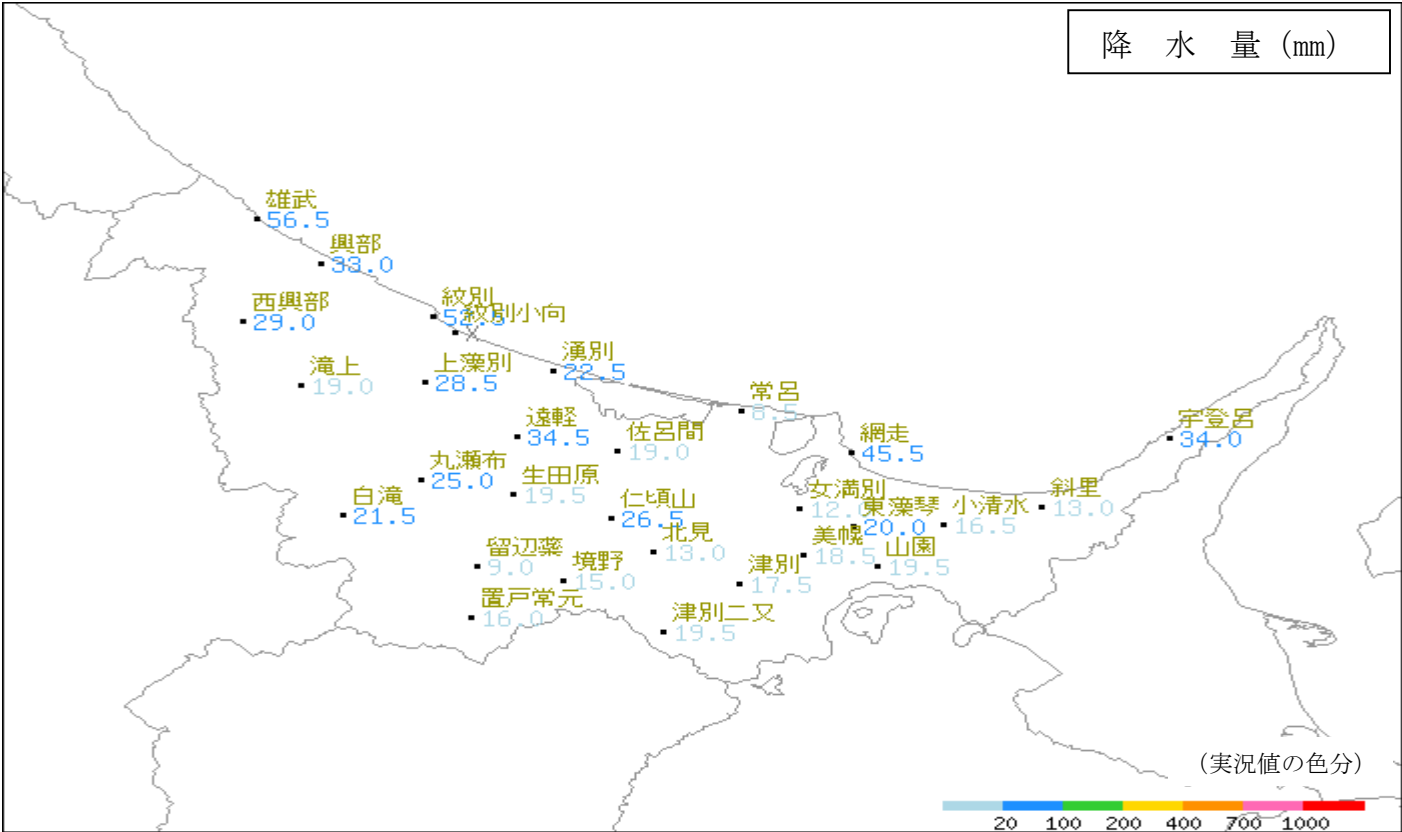 降 水 量 (mm)
雄武
56.5
興部
33.0
西興部
29.0
紋別
52.5
紋別小向
滝上
19.0
上藻別
28.5
湧別
22.5
常呂
8.5
遠軽
34.5
佐呂間
19.0
網走
45.5
宇登呂
34.0
丸瀬布
25.0
生田原
19.5
白滝
21.5
仁頃山
26.5
女満別
12.0
東藻琴
20.0
小清水
16.5
斜里
13.0
北見
13.0
美幌
18.5
山園
19.5
留辺蘂
9.0
境野
15.0
津別
17.5
置戸常元
16.0
津別二又
19.5
(実況値の色分)
20 100 200 400 700 1000